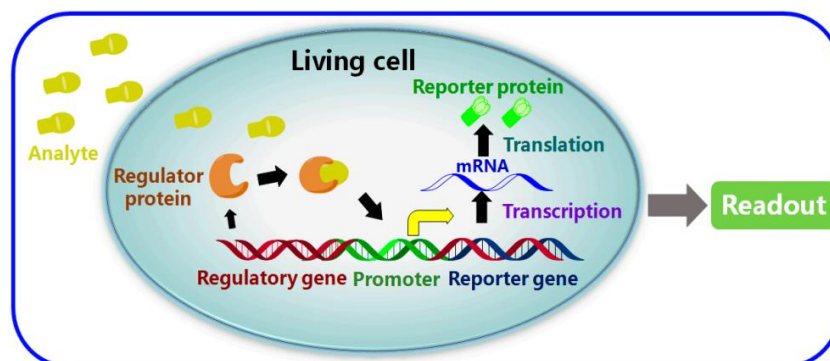 Living cell
Reporter protein
Analyte
Translation
Regulator
protein
mRNA
Transcription
Readout
Regulatory gene Promoter Reporter gene